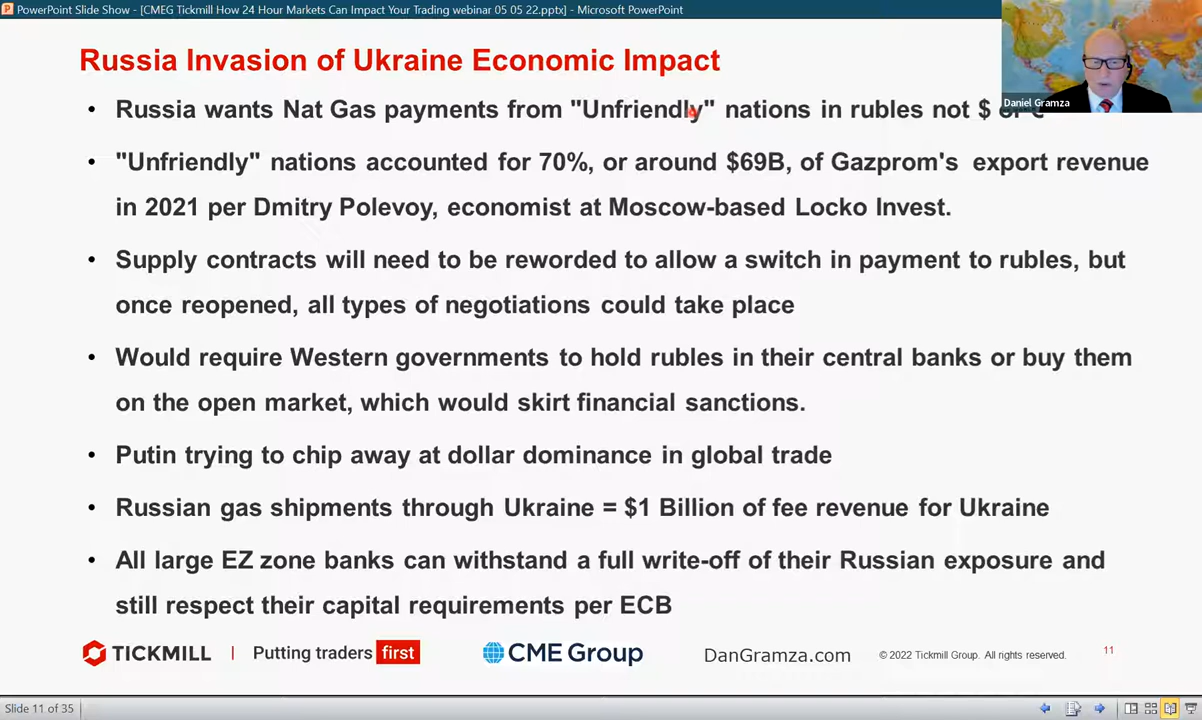 PowerPoint Slide Show - [CMEG Tickmill How 24 Hour Markets Can Impact Your Trading webinar 05 05 22.pptx] - Microsoft PowerPoint
Russia Invasion of Ukraine Economic Impact
Daniel Gramza
• Russia wants Nat Gas payments from "Unfriendly" nations in rubles not $
• "Unfriendly" nations accounted for 70%, or around $69B, of Gazprom's export revenue
in 2021 per Dmitry Polevoy, economist at Moscow-based Locko Invest.
• Supply contracts will need to be reworded to allow a switch in payment to rubles, but
once reopened, all types of negotiations could take place
• Would require Western governments to hold rubles in their central banks or buy them
on the open market, which would skirt financial sanctions.
• Putin trying to chip away at dollar dominance in global trade
• Russian gas shipments through Ukraine = $1 Billion of fee revenue for Ukraine
• All large EZ zone banks can withstand a full write-off of their Russian exposure and
still respect their capital requirements per ECB
TICKMILL | Putting traders first CME Group DanGramza.com © 2022 Tickmill Group. All rights reserved. 11
Slide 11 of 35